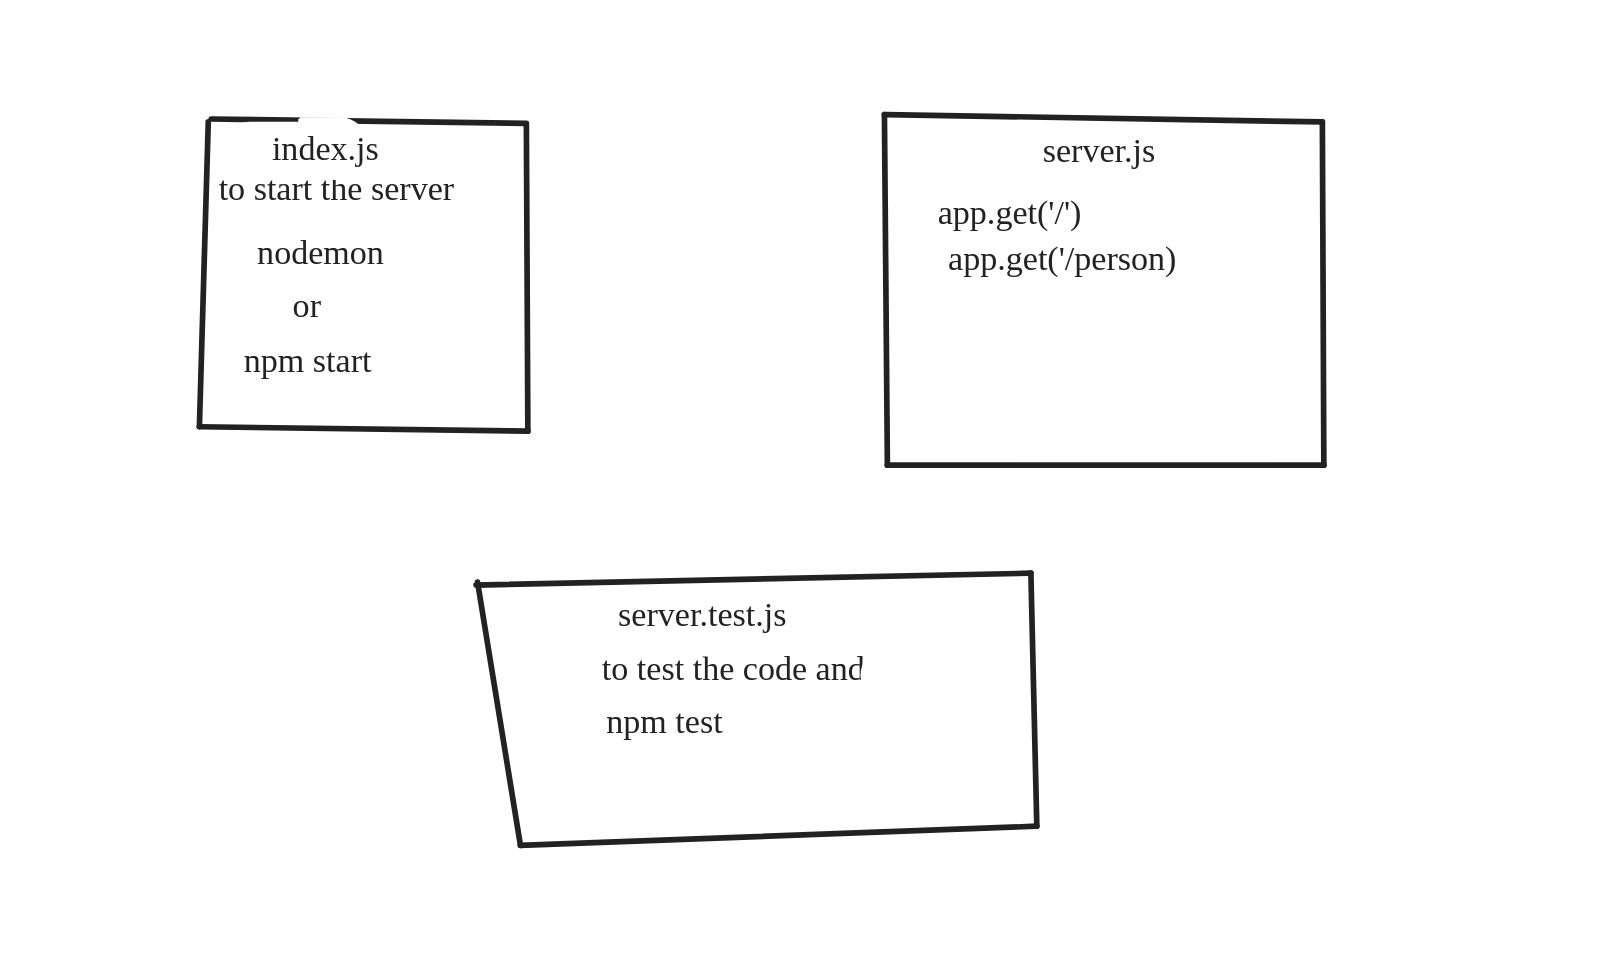 index.js
to start the server
nodemon
or
npm start
server.js
app.get('/')
app.get('/person)
server.test.js
to test the code and
npm test